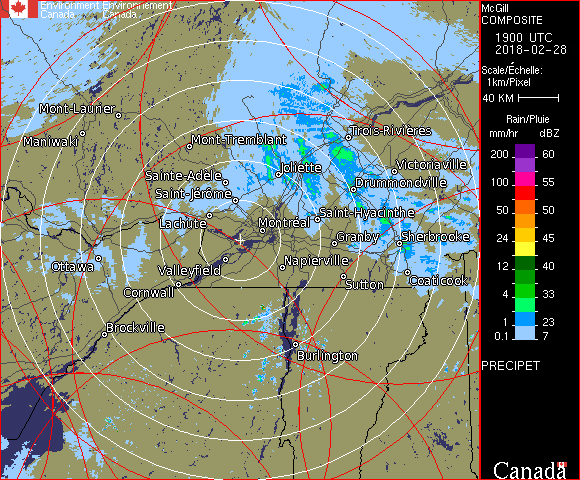 Environment Environnement
Canada Canada
McGill
COMPOSITE
1900 UTC
2018-02-28
Scale/Échelle:
1km/Pixel
40 KM
Rain/Pluie
mm/hr dBZ
200 60
100 55
50 50
24 45
12 40
4 33
1 23
0.1 7
PRECIPET
Canada
Mont-Laurier
Maniwaki
Mont-Tremblant
Trois-Rivières
Joliette
Victoriaville
Sainte-Adèle
Drummondville
Saint-Jérôme
Saint-Hyacinthe
Lachute
Montréal
Granby
Sherbrooke
Ottawa
Valleyfield
Napierville
Cornwall
Sutton
Coaticook
Brockville
Burlington